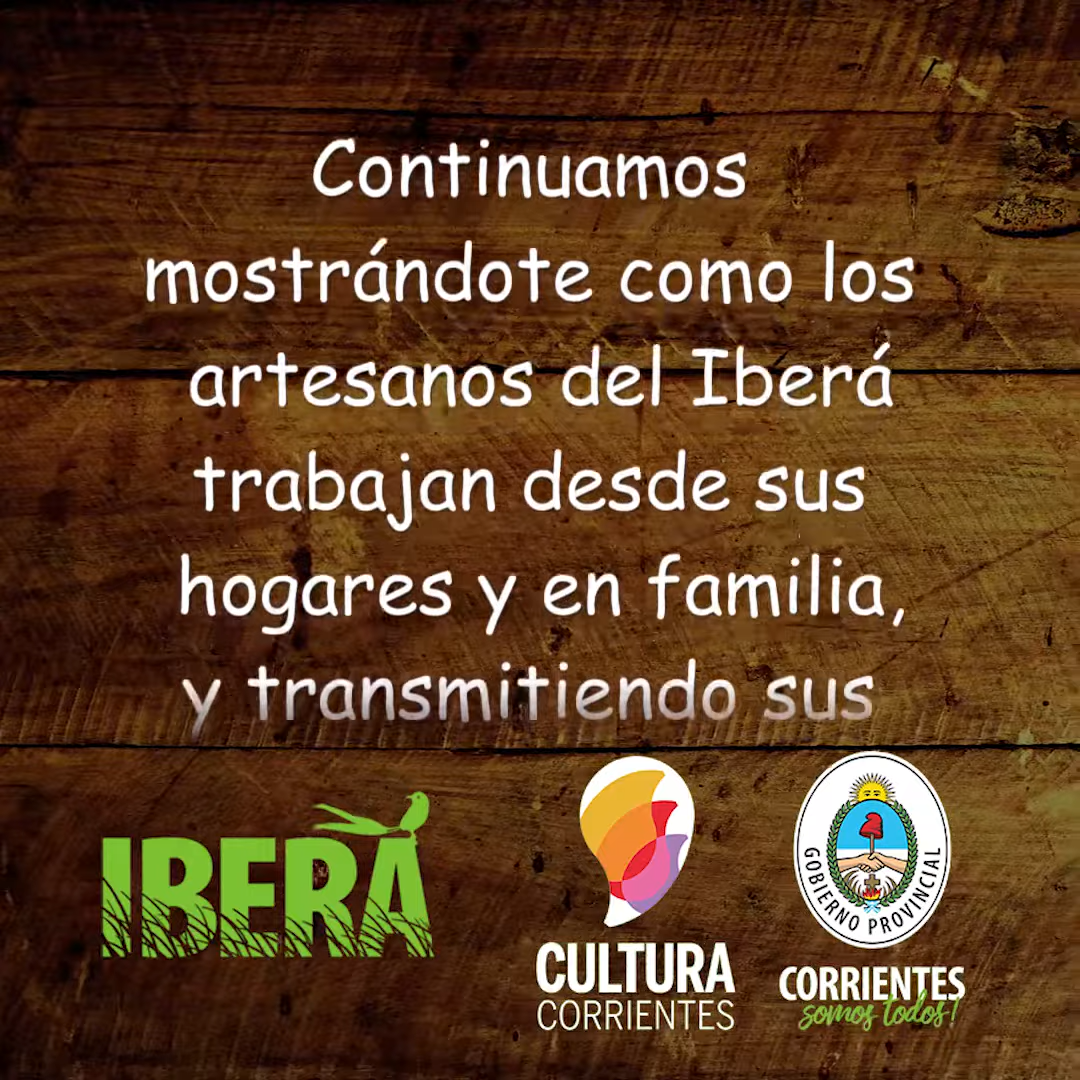 Continuamos
mostrándote como los
artesanos del Iberá
trabajan desde sus
hogares y en familia,
y transmitiendo sus
IBERÁ
CULTURA
CORRIENTES
GOBIERNO PROVINCIAL
CORRIENTES
somos todos!